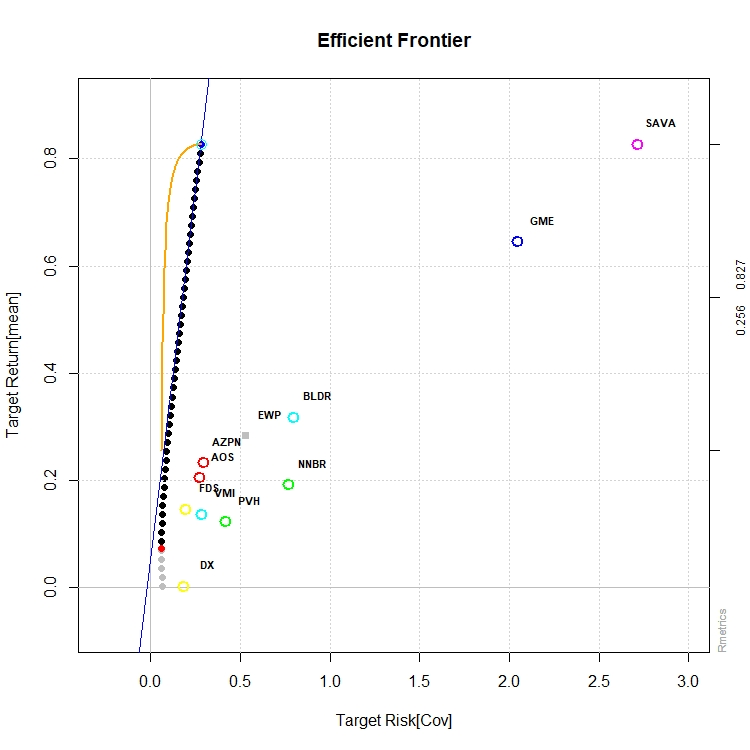 Efficient Frontier
Target Return[mean]
0.0
0.2
0.4
0.6
0.8
SAVA
GME
BLDR
EWP
AZPN
AOS
NNBR
FDS
VMI
PVH
DX
0.256 0.827
Rmetrics
0.0 0.5 1.0 1.5 2.0 2.5 3.0
Target Risk[Cov]